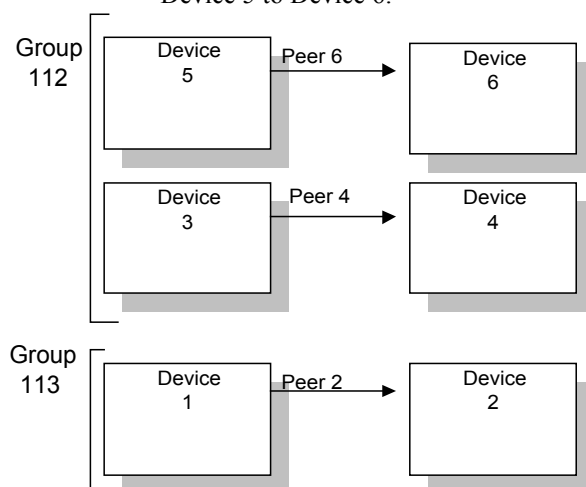 Device 5 to Device 6.
Group
112
Device
5
Peer 6
Device
6
Device
3
Peer 4
Device
4
Group
113
Device
1
Peer 2
Device
2